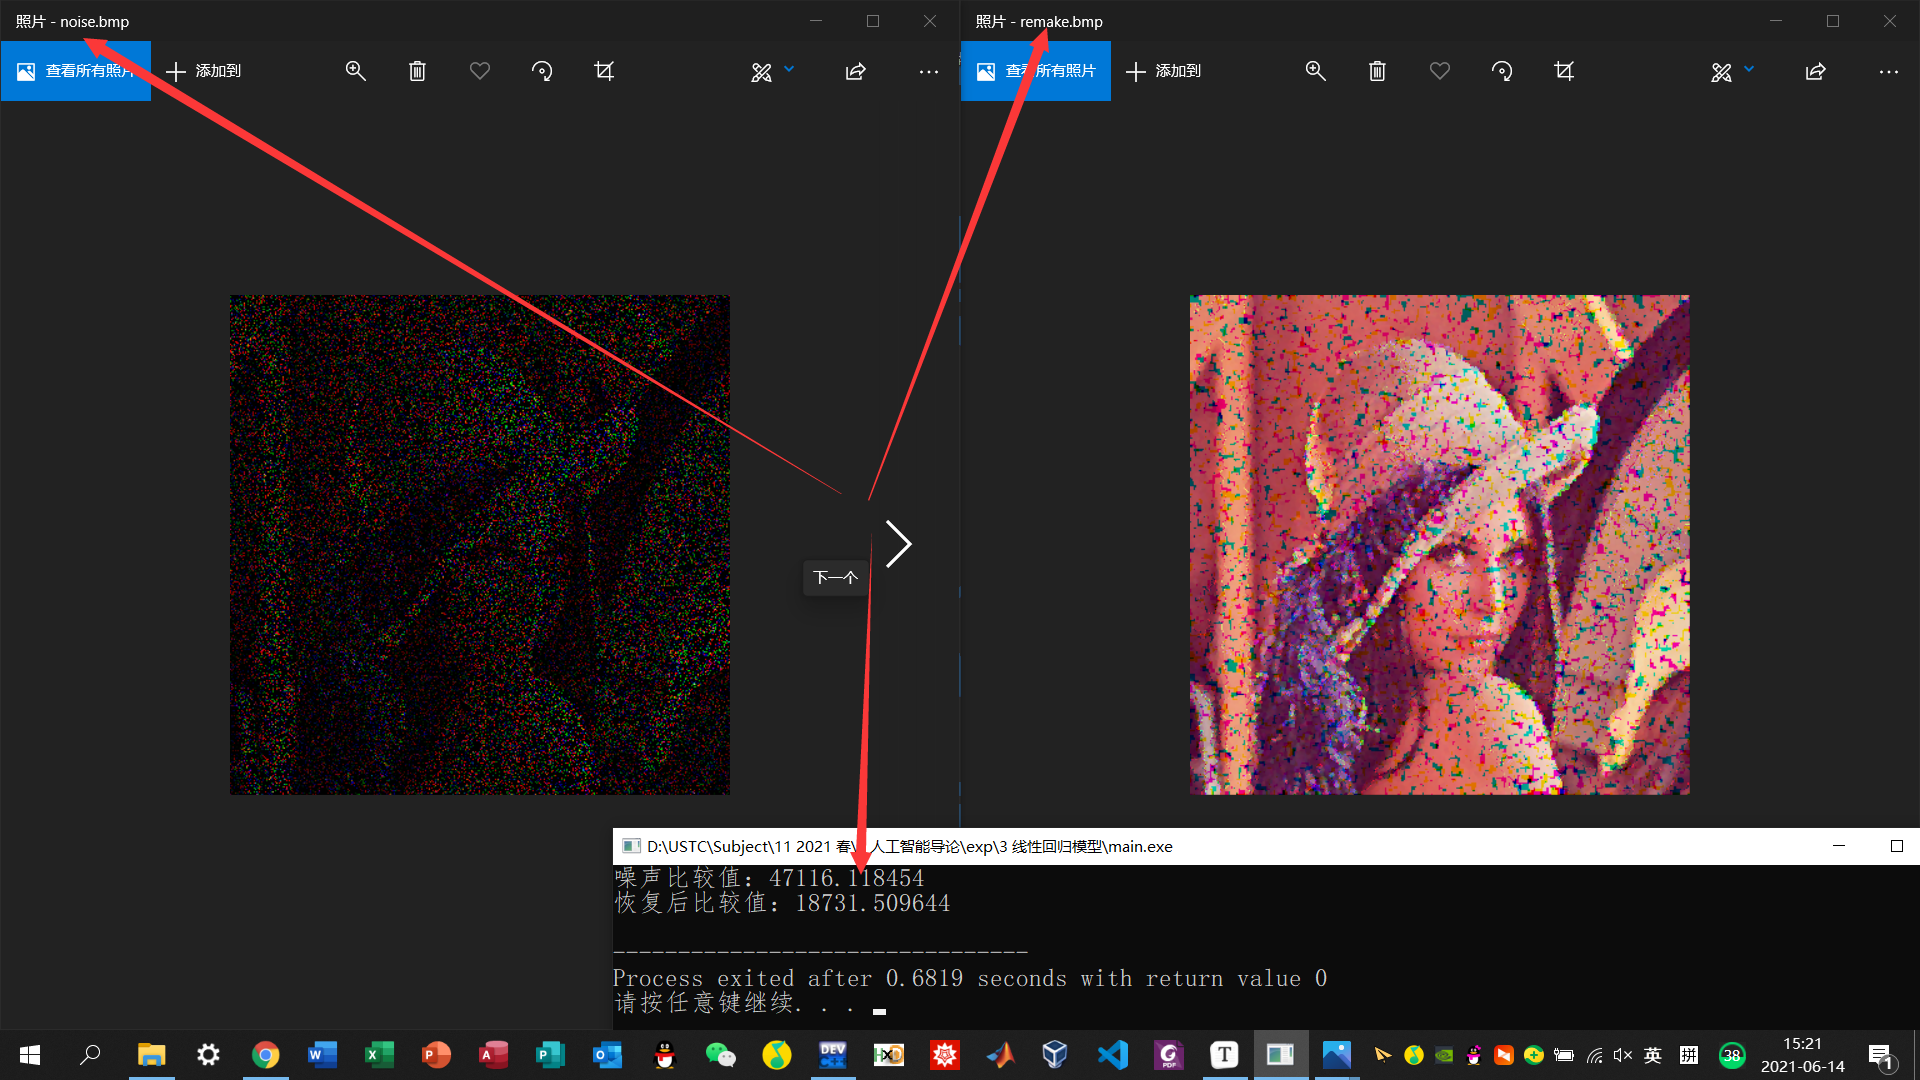 照片 - noise.bmp
查看所有照片
添加到
照片 - remake.bmp
查看所有照片
添加到
下一个
D:\USTC\Subject\11 2021 春\ 人工智能导论\exp\3 线性回归模型\main.exe
噪声比较值: 47116.118454
恢复后比较值: 18731.509644
--------------------------------
Process exited after 0.6819 seconds with return value 0
请按任意键继续. . .
DEV
HXD
PDF
T
英
拼
38
15:21
2021-06-14
1